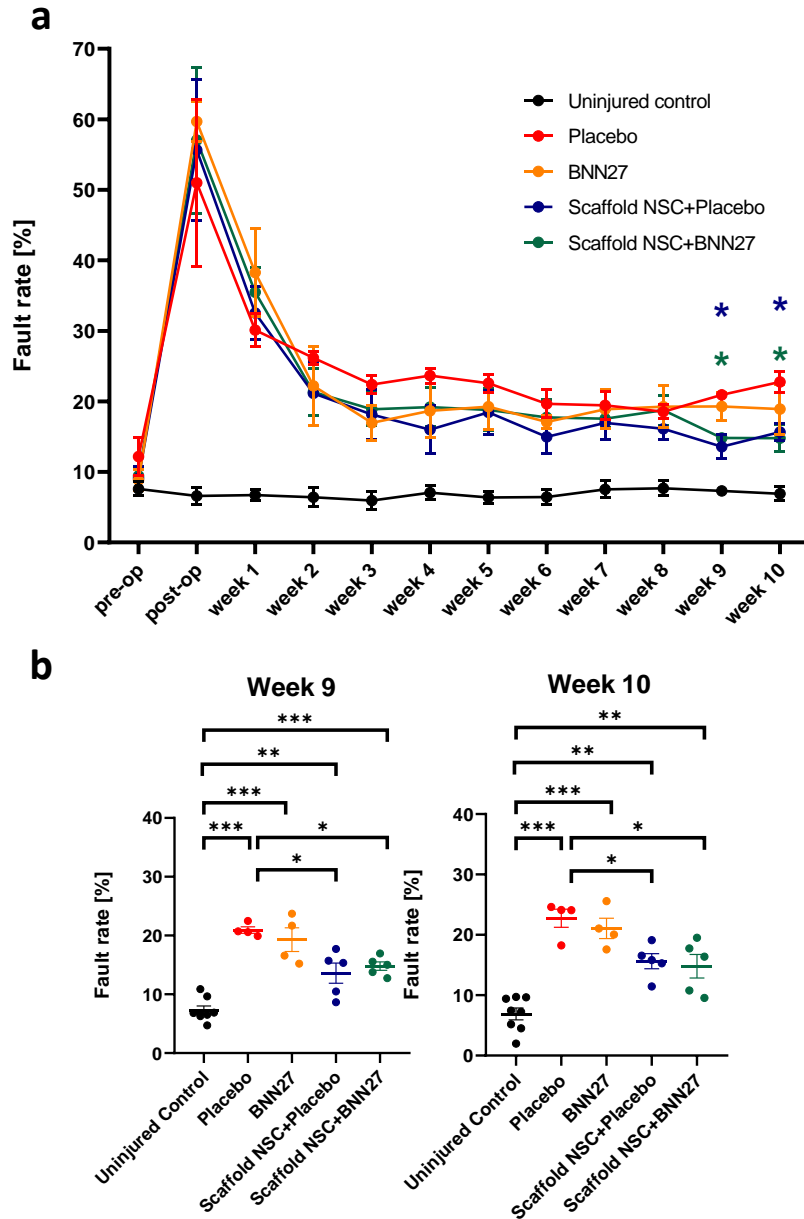 a
Fault rate [%]
70
60
50
40
30
20
10
0
Uninjured control
Placebo
BNN27
Scaffold NSC+Placebo
Scaffold NSC+BNN27
* *
* *
pre-op
post-op
week 1
week 2
week 3
week 4
week 5
week 6
week 7
week 8
week 9
week 10
b
Week 9
***
**
***
*** *
*
Fault rate [%]
40
30
20
10
0
Uninjured Control
Placebo
BNN27
Scaffold NSC+Placebo
Scaffold NSC+BNN27
Week 10
**
**
***
*** *
*
Fault rate [%]
40
30
20
10
0
Uninjured Control
Placebo
BNN27
Scaffold NSC+Placebo
Scaffold NSC+BNN27